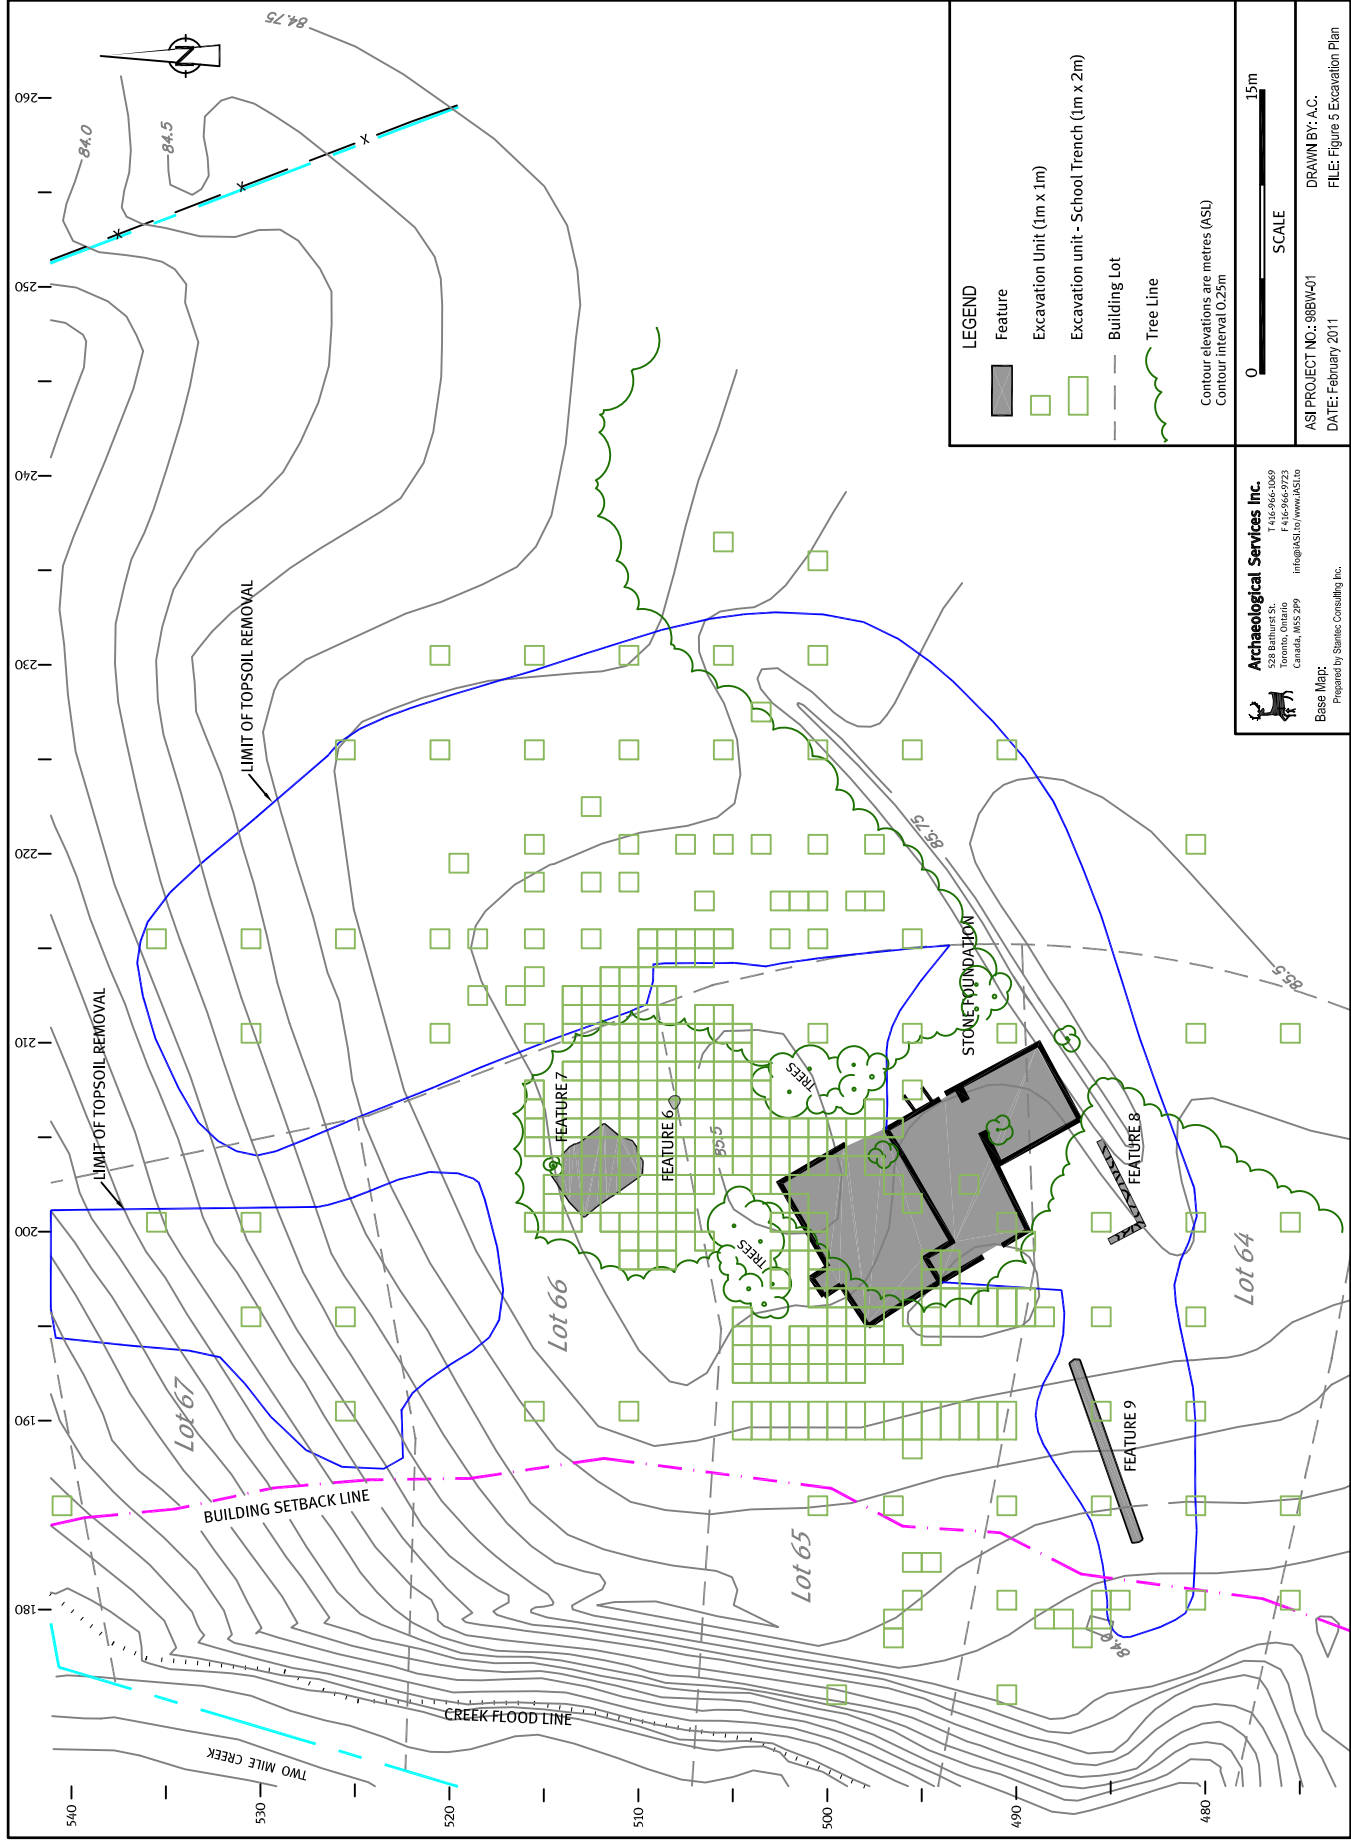 84.75
84.0
84.5
260
250
240
230
220
210
200
190
180
LIMIT OF TOPSOIL REMOVAL
LIMIT OF TOPSOIL REMOVAL
85.75
STONE FOUNDATION
85.5
TREES
FEATURE 7
FEATURE 6
85.5
TREES
FEATURE 8
FEATURE 9
Lot 66
Lot 67
Lot 65
Lot 64
BUILDING SETBACK LINE
84.0
CREEK FLOOD LINE
TWO MILE CREEK
540
530
520
510
500
490
480
N
LEGEND
Feature
Excavation Unit (1m x 1m)
Excavation unit - School Trench (1m x 2m)
Building Lot
Tree Line
Contour elevations are metres (ASL)
Contour interval 0.25m
0 15m
SCALE
ASI PROJECT NO.: 98BW-01 DRAWN BY: A.C.
DATE: February 2011 FILE: Figure 5 Excavation Plan
Archaeological Services Inc.
528 Bathurst St. T 416-966-1069
Toronto, Ontario F 416-966-9723
Canada, M5S 2P9 info@iASI.to/www.iASI.to
Base Map:
Prepared by Stantec Consulting Inc.